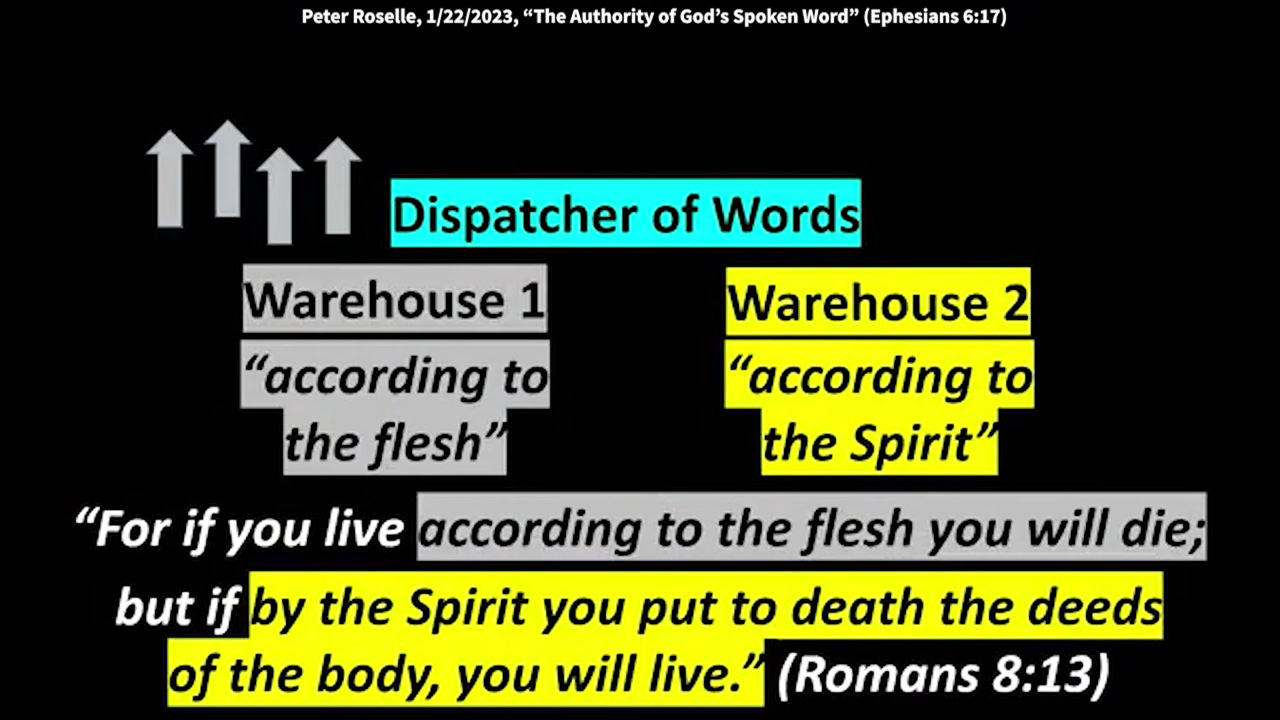 Peter Roselle, 1/22/2023, “The Authority of God’s Spoken Word” (Ephesians 6:17)
Dispatcher of Words
Warehouse 1
“according to
the flesh”
Warehouse 2
“according to
the Spirit”
“For if you live according to the flesh you will die;
but if by the Spirit you put to death the deeds
of the body, you will live.” (Romans 8:13)